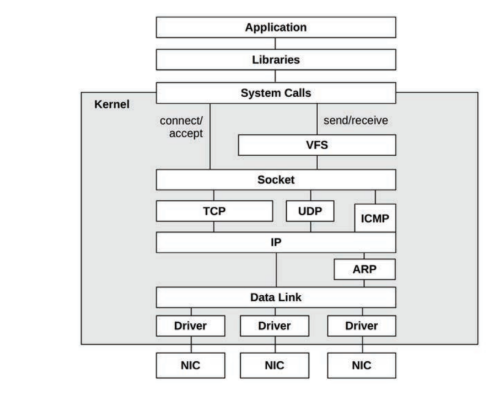 Application
Libraries
System Calls
Kernel
connect/
accept
send/receive
VFS
Socket
TCP
UDP
ICMP
IP
ARP
Data Link
Driver
Driver
Driver
NIC
NIC
NIC